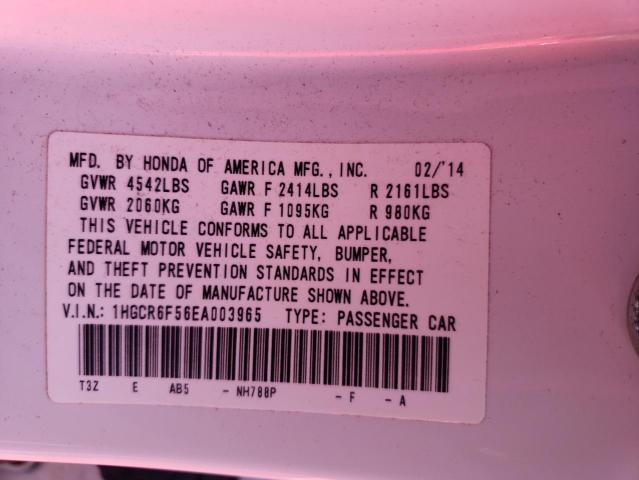 MFD. BY HONDA OF AMERICA MFG., INC. 02/'14
GVWR 4542LBS GAWR F 2414LBS R 2161LBS
GVWR 2060KG GAWR F 1095KG R 980KG
THIS VEHICLE CONFORMS TO ALL APPLICABLE
FEDERAL MOTOR VEHICLE SAFETY, BUMPER,
AND THEFT PREVENTION STANDARDS IN EFFECT
ON THE DATE OF MANUFACTURE SHOWN ABOVE.
V.I.N.: 1HGCR6F56EA003965 TYPE: PASSENGER CAR
T3Z E AB5 - NH788P - F - A